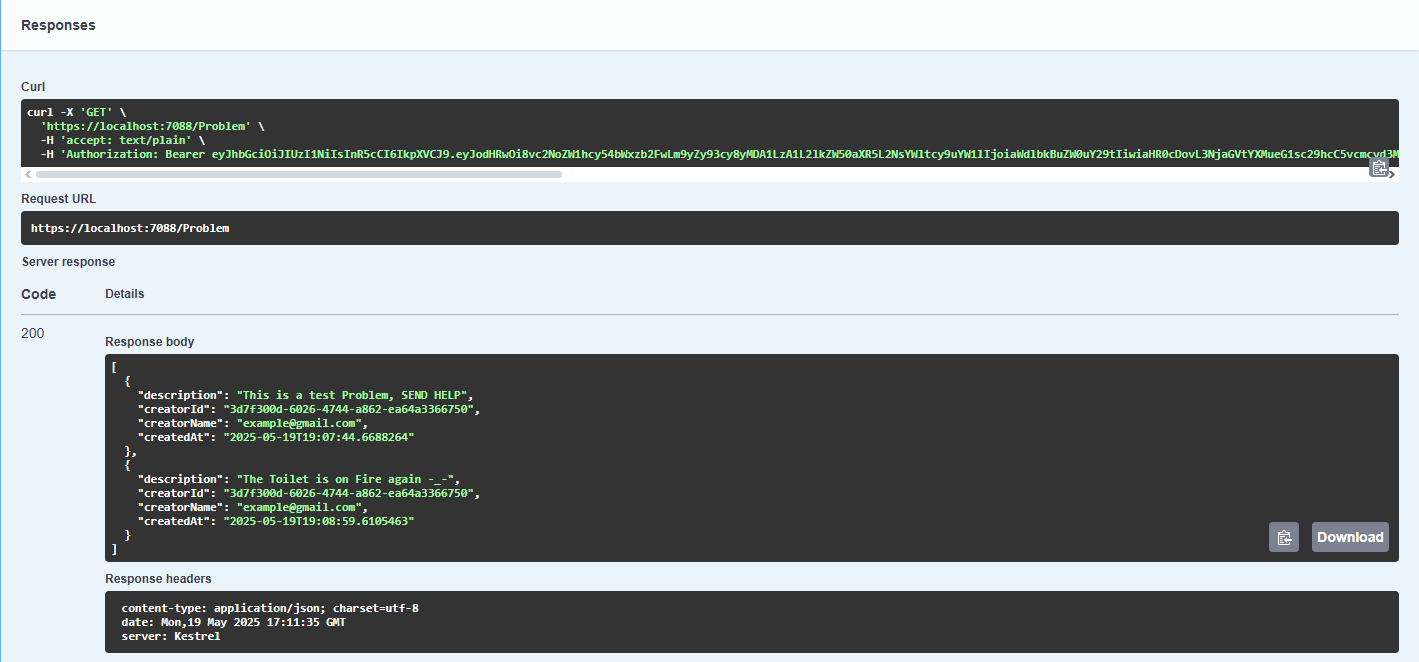 Responses
Curl
curl -X 'GET' \
  'https://localhost:7088/Problem' \
  -H 'accept: text/plain' \
  -H 'Authorization: Bearer eyJhbGciOiJIUzI1NiIsInR5cCI6IkpXVCJ9.eyJodHRwOi8vc2NoZW1hcy54bWxzb2FwLm9yZy93cy8yMDA1LzA1L2lkZW50aXR5L2NsYWltcy9uYW1lIjoiaWdlbkBuZW0uY29tIiwiaHR0cDovL3NjaGVtYXMueG1sc29hcC5vcmcvd3M
Request URL
https://localhost:7088/Problem
Server response
Code Details
200
Response body
[
  {
    "description": "This is a test Problem, SEND HELP",
    "creatorId": "3d7f300d-6026-4744-a862-ea64a3366750",
    "creatorName": "example@gmail.com",
    "createdAt": "2025-05-19T19:07:44.6688264"
  },
  {
    "description": "The Toilet is on Fire again -_-",
    "creatorId": "3d7f300d-6026-4744-a862-ea64a3366750",
    "creatorName": "example@gmail.com",
    "createdAt": "2025-05-19T19:08:59.6105463"
  }
]
Download
Response headers
content-type: application/json; charset=utf-8
date: Mon,19 May 2025 17:11:35 GMT
server: Kestrel